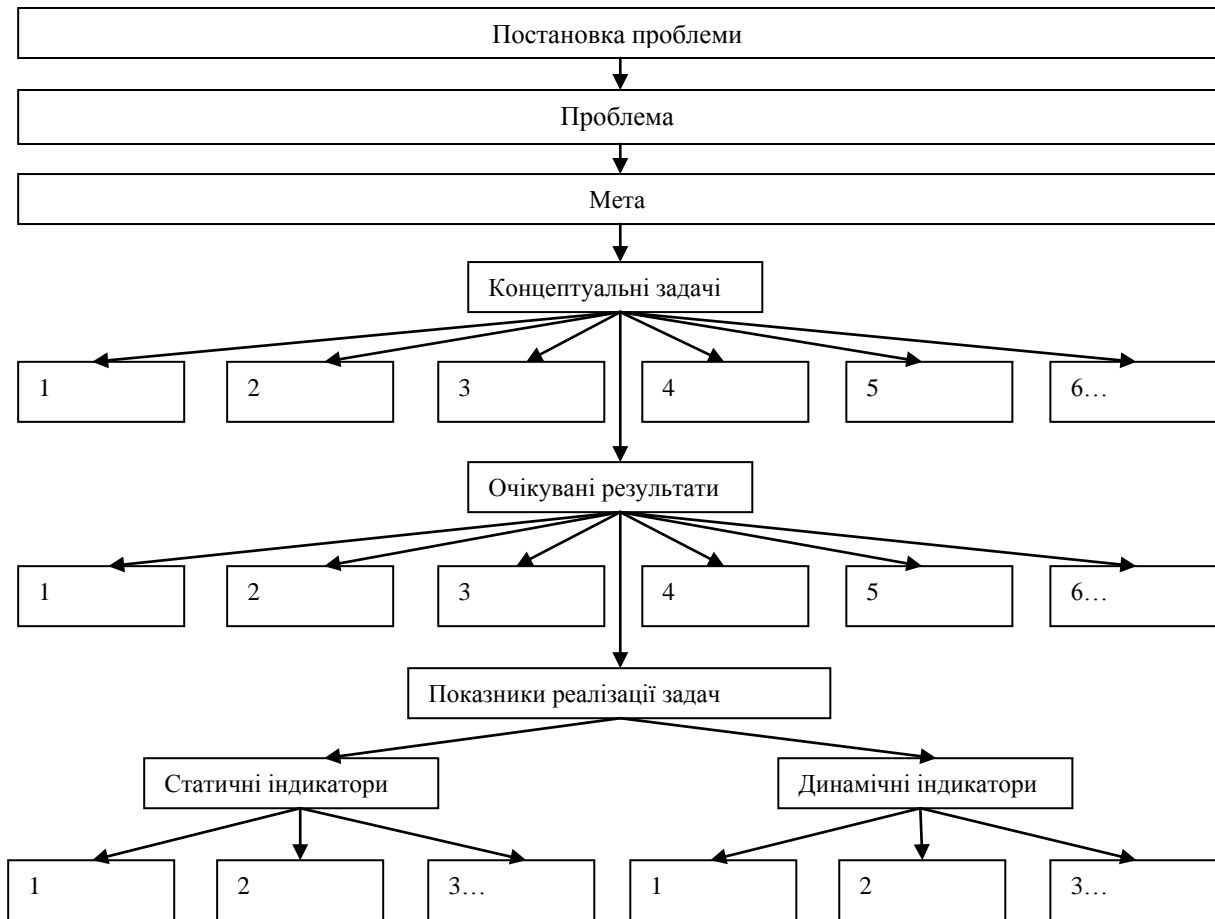 Постановка проблеми
Проблема
Мета
Концептуальні задачі
1 2 3 4 5 6…
Очікувані результати
1 2 3 4 5 6…
Показники реалізації задач
Статичні індикатори Динамічні індикатори
1 2 3… 1 2 3…